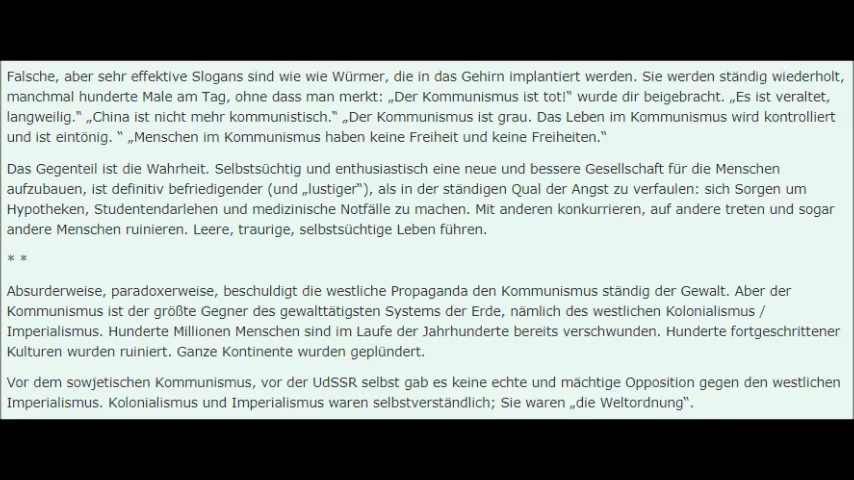 Falsche, aber sehr effektive Slogans sind wie wie Würmer, die in das Gehirn implantiert werden. Sie werden ständig wiederholt,
manchmal hunderte Male am Tag, ohne dass man merkt: „Der Kommunismus ist tot!“ wurde dir beigebracht. „Es ist veraltet,
langweilig.“ „China ist nicht mehr kommunistisch.“ „Der Kommunismus ist grau. Das Leben im Kommunismus wird kontrolliert
und ist eintönig. “ „Menschen im Kommunismus haben keine Freiheit und keine Freiheiten.“
Das Gegenteil ist die Wahrheit. Selbstsüchtig und enthusiastisch eine neue und bessere Gesellschaft für die Menschen
aufzubauen, ist definitiv befriedigender (und „lustiger“), als in der ständigen Qual der Angst zu verfaulen: sich Sorgen um
Hypotheken, Studentendarlehen und medizinische Notfälle zu machen. Mit anderen konkurrieren, auf andere treten und sogar
andere Menschen ruinieren. Leere, traurige, selbstsüchtige Leben führen.
* *
Absurderweise, paradoxerweise, beschuldigt die westliche Propaganda den Kommunismus ständig der Gewalt. Aber der
Kommunismus ist der größte Gegner des gewalttätigsten Systems der Erde, nämlich des westlichen Kolonialismus /
Imperialismus. Hunderte Millionen Menschen sind im Laufe der Jahrhunderte bereits verschwunden. Hunderte fortgeschrittener
Kulturen wurden ruiniert. Ganze Kontinente wurden geplündert.
Vor dem sowjetischen Kommunismus, vor der UdSSR selbst gab es keine echte und mächtige Opposition gegen den westlichen
Imperialismus. Kolonialismus und Imperialismus waren selbstverständlich; Sie waren „die Weltordnung“.